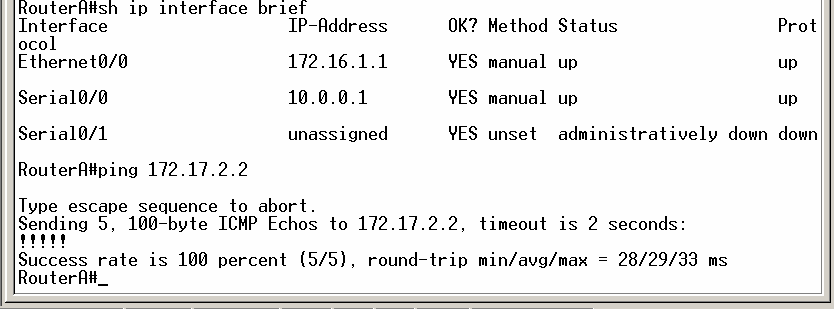 RouterA#sh ip interface brief
Interface IP-Address OK? Method Status Prot
ocol
Ethernet0/0 172.16.1.1 YES manual up up
Serial0/0 10.0.0.1 YES manual up up
Serial0/1 unassigned YES unset administratively down down
RouterA#ping 172.17.2.2
Type escape sequence to abort.
Sending 5, 100-byte ICMP Echos to 172.17.2.2, timeout is 2 seconds:
!!!!!
Success rate is 100 percent (5/5), round-trip min/avg/max = 28/29/33 ms
RouterA#_